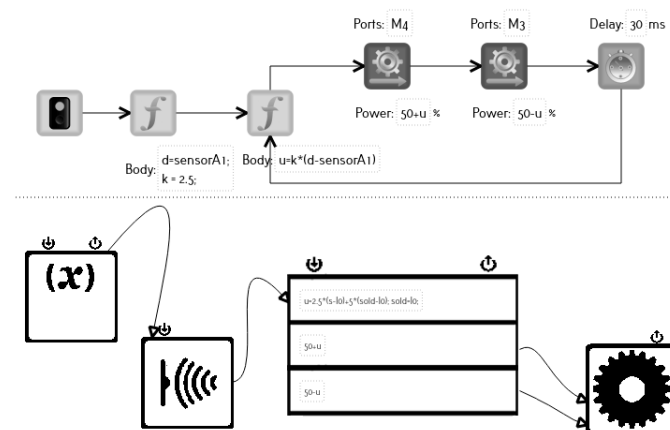 Ports: M4
Ports: M3
Delay: 30 ms
Power: 50+u %
Power: 50-u %
Body: d=sensorA1;
k = 2.5;
Body: u=k*(d-sensorA1)
(x)
u=2.5*(s-l0)+5*(sold-l0); sold=l0;
50+u
50-u